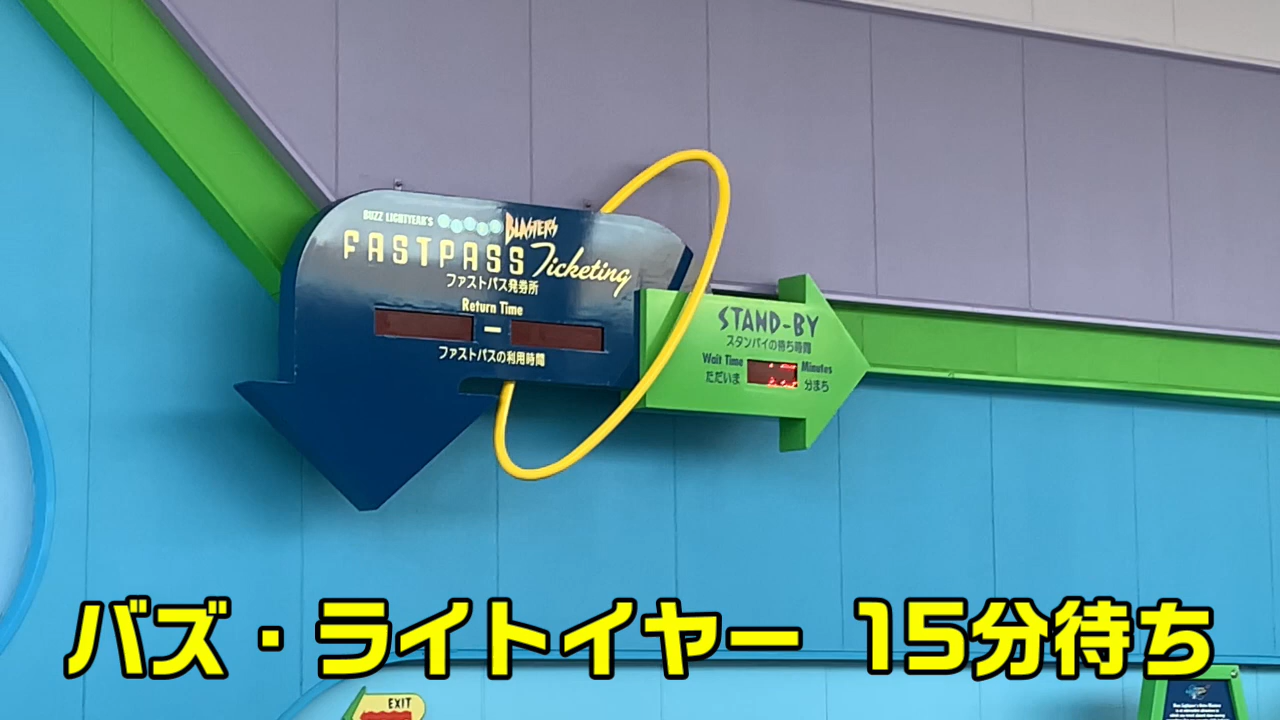 BUZZ LIGHTYEAR'S
BLASTERS
FASTPASS Ticketing
ファストパス発券所
Return Time
ファストパスの利用時間
STAND-BY
スタンバイの待ち時間
Wait Time Minutes
ただいま 分まち
バズ・ライトイヤー 15分待ち
EXIT